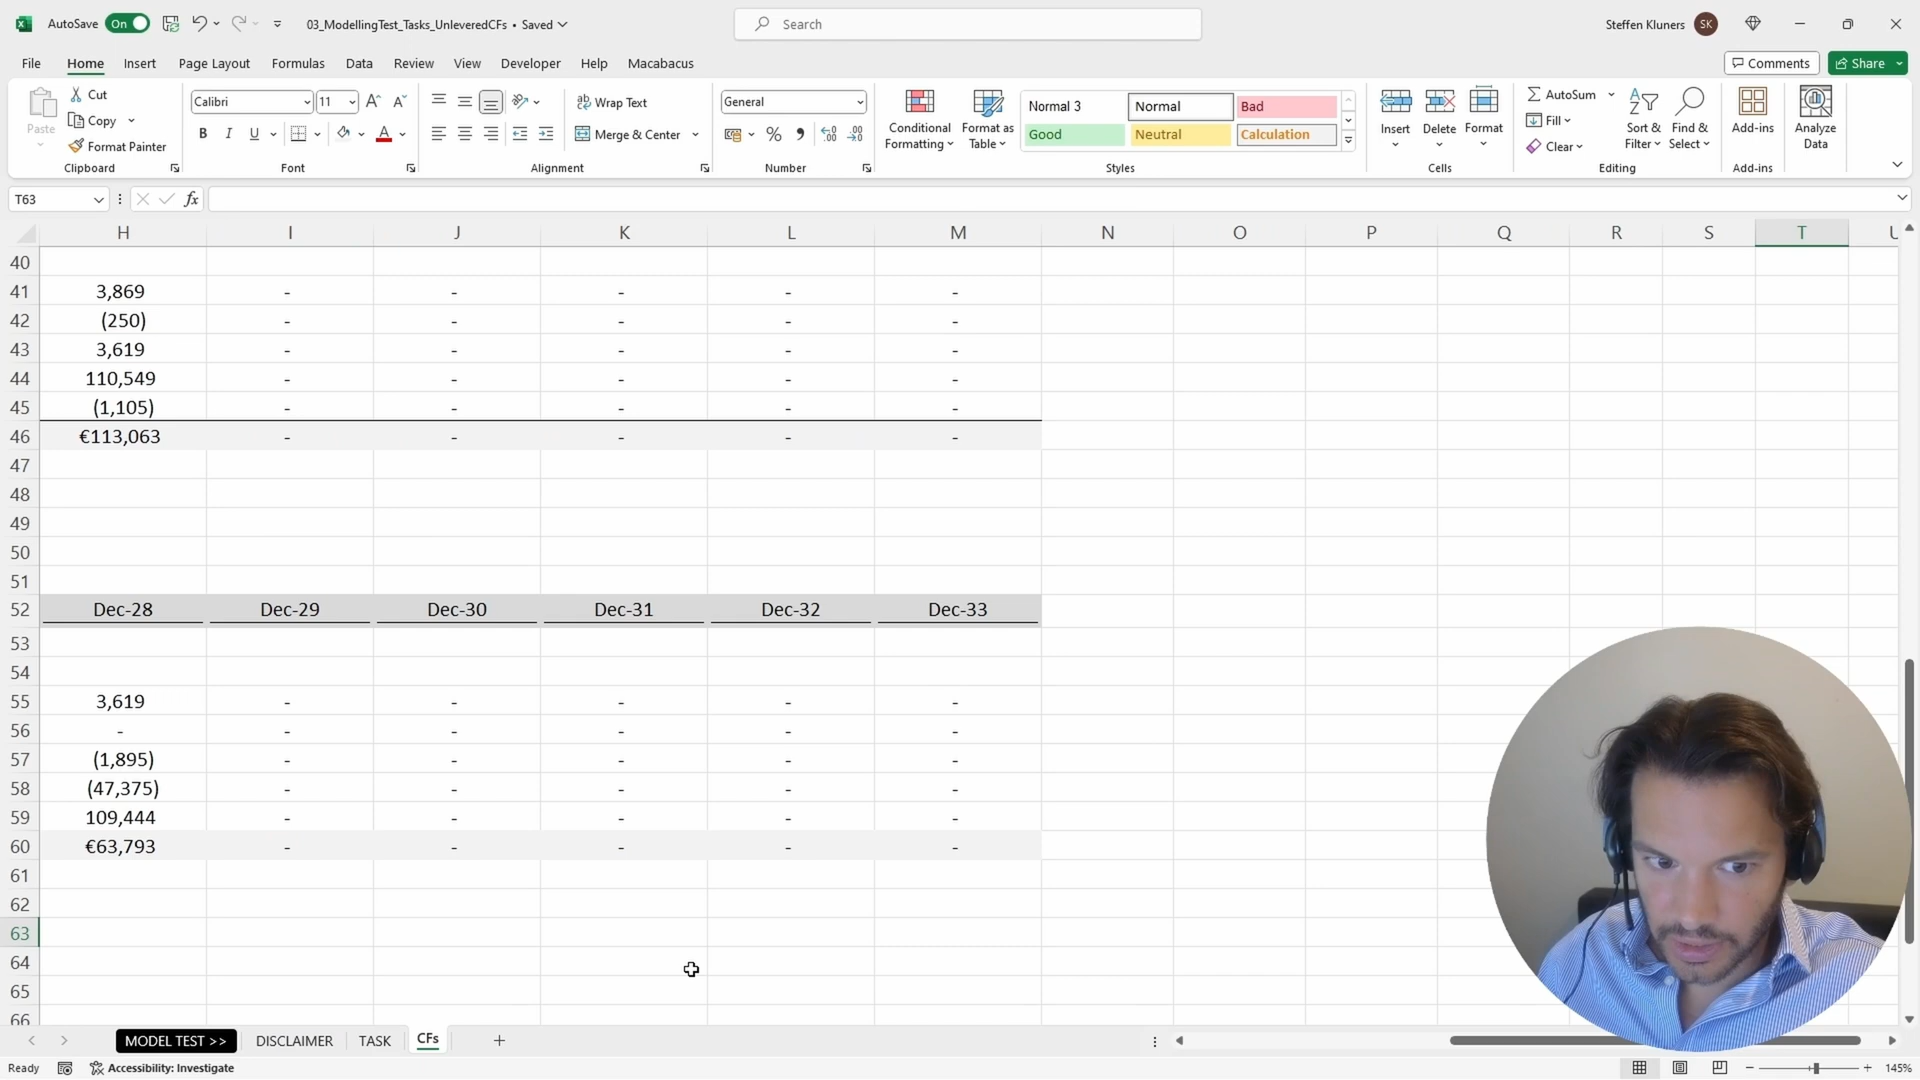 AutoSave On 03_ModellingTest_Tasks_UnleveredCFs • Saved Search Steffen Kluners SK
File Home Insert Page Layout Formulas Data Review View Developer Help Macabacus Comments Share
Paste Cut Copy Format Painter Clipboard
Calibri 11 B I U A Font
Wrap Text Merge & Center Alignment
General % Number
Conditional Formatting Format as Table Normal 3 Normal Bad Good Neutral Calculation Styles
Insert Delete Format Cells
AutoSum Fill Clear Sort & Filter Find & Select Editing
Add-ins Add-ins
Analyze Data
T63 fx
H I J K L M N O P Q R S T U
40
41 3,869 - - - - -
42 (250) - - - - -
43 3,619 - - - - -
44 110,549 - - - - -
45 (1,105) - - - - -
46 €113,063 - - - - -
47
48
49
50
51
52 Dec-28 Dec-29 Dec-30 Dec-31 Dec-32 Dec-33
53
54
55 3,619 - - - - -
56 - - - - - -
57 (1,895) - - - - -
58 (47,375) - - - - -
59 109,444 - - - - -
60 €63,793 - - - - -
61
62
63
64
65
66
MODEL TEST >> DISCLAIMER TASK CFs
Ready Accessibility: Investigate 145%